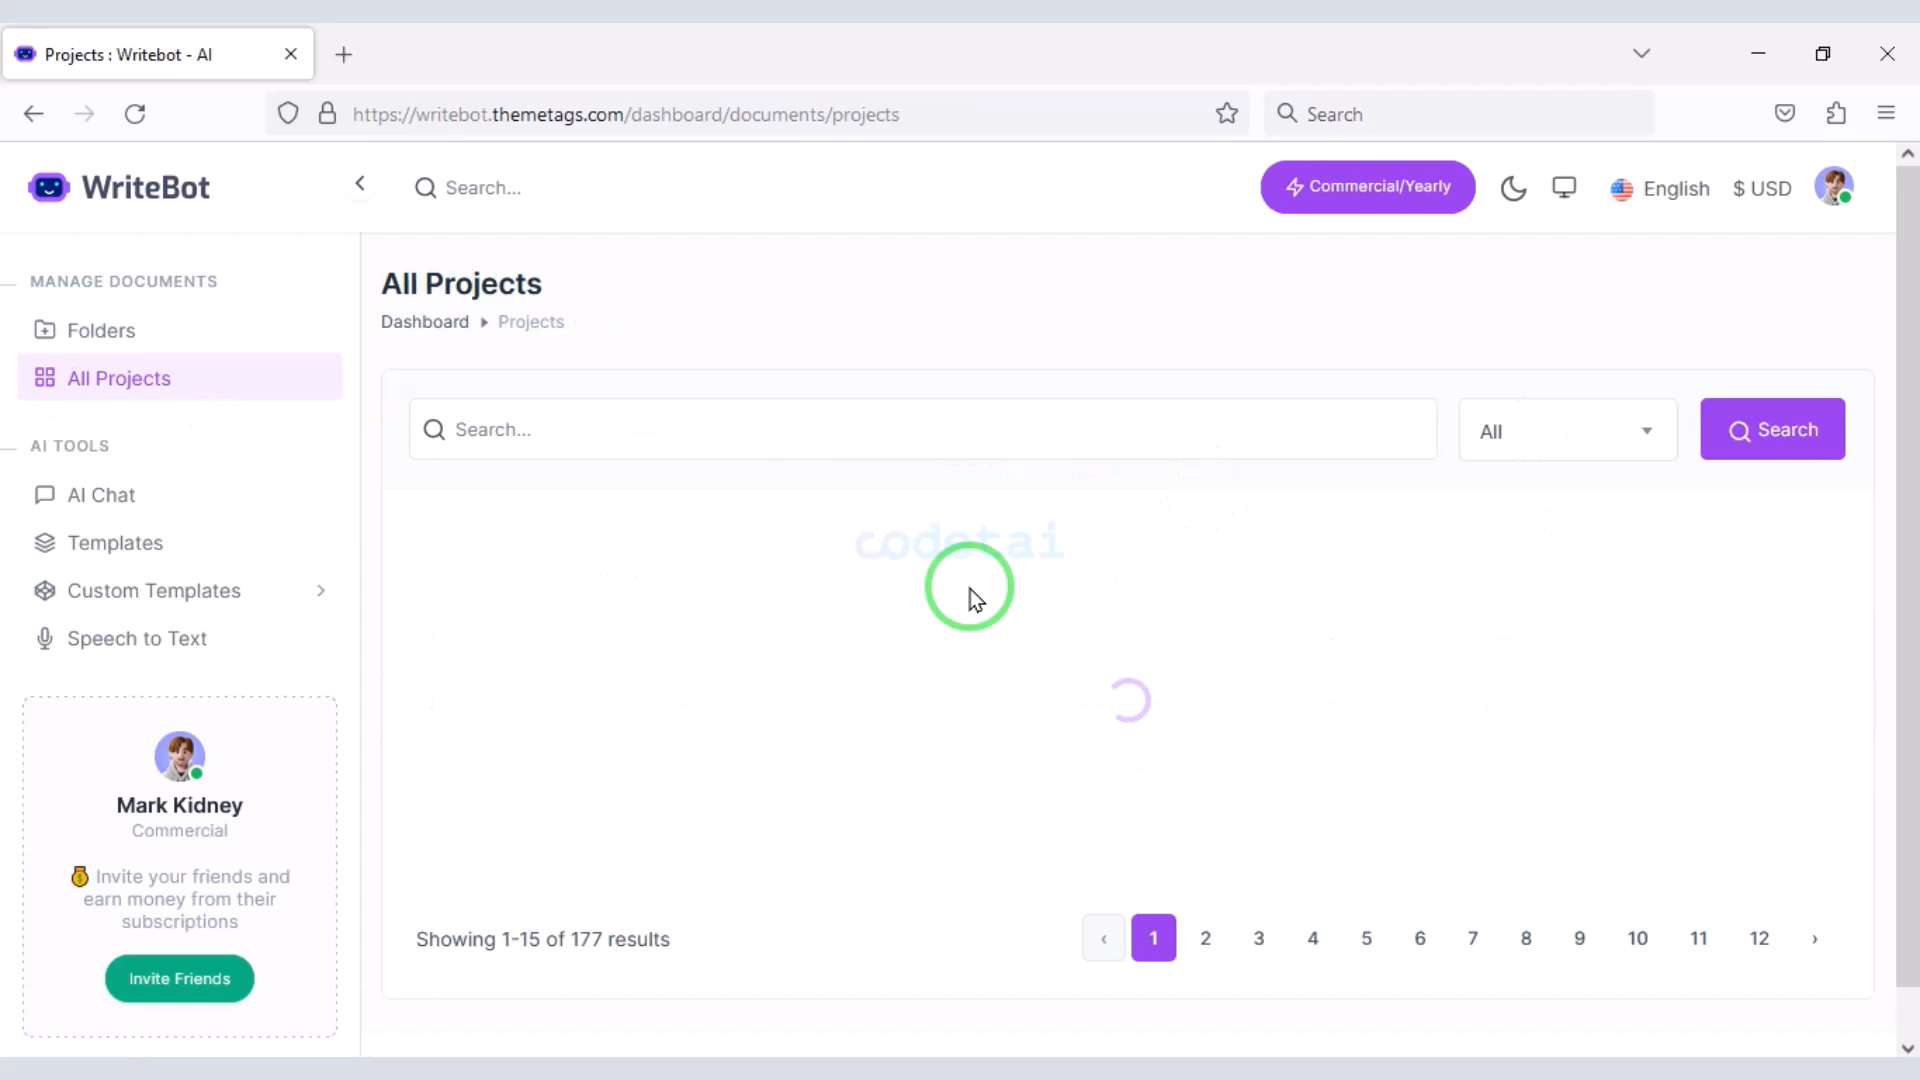 Projects : Writebot - AI
https://writebot.themetags.com/dashboard/documents/projects
Search
WriteBot
Search...
Commercial/Yearly
English
$ USD
MANAGE DOCUMENTS
Folders
All Projects
AI TOOLS
AI Chat
Templates
Custom Templates
Speech to Text
Mark Kidney
Commercial
Invite your friends and
earn money from their
subscriptions
Invite Friends
All Projects
Dashboard Projects
Search...
All
Search
codetai
Showing 1-15 of 177 results
‹ 1 2 3 4 5 6 7 8 9 10 11 12 ›